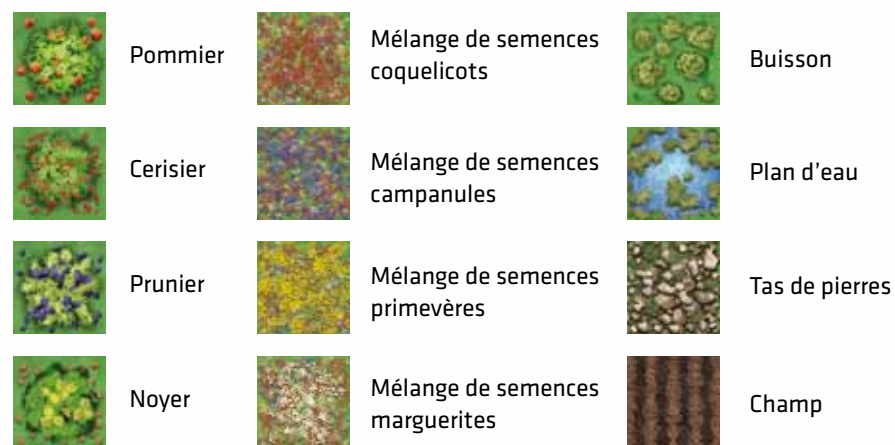 Pommier
Mélange de semences
coquelicots
Buisson
Cerisier
Mélange de semences
campanules
Plan d'eau
Prunier
Mélange de semences
primevères
Tas de pierres
Noyer
Mélange de semences
marguerites
Champ